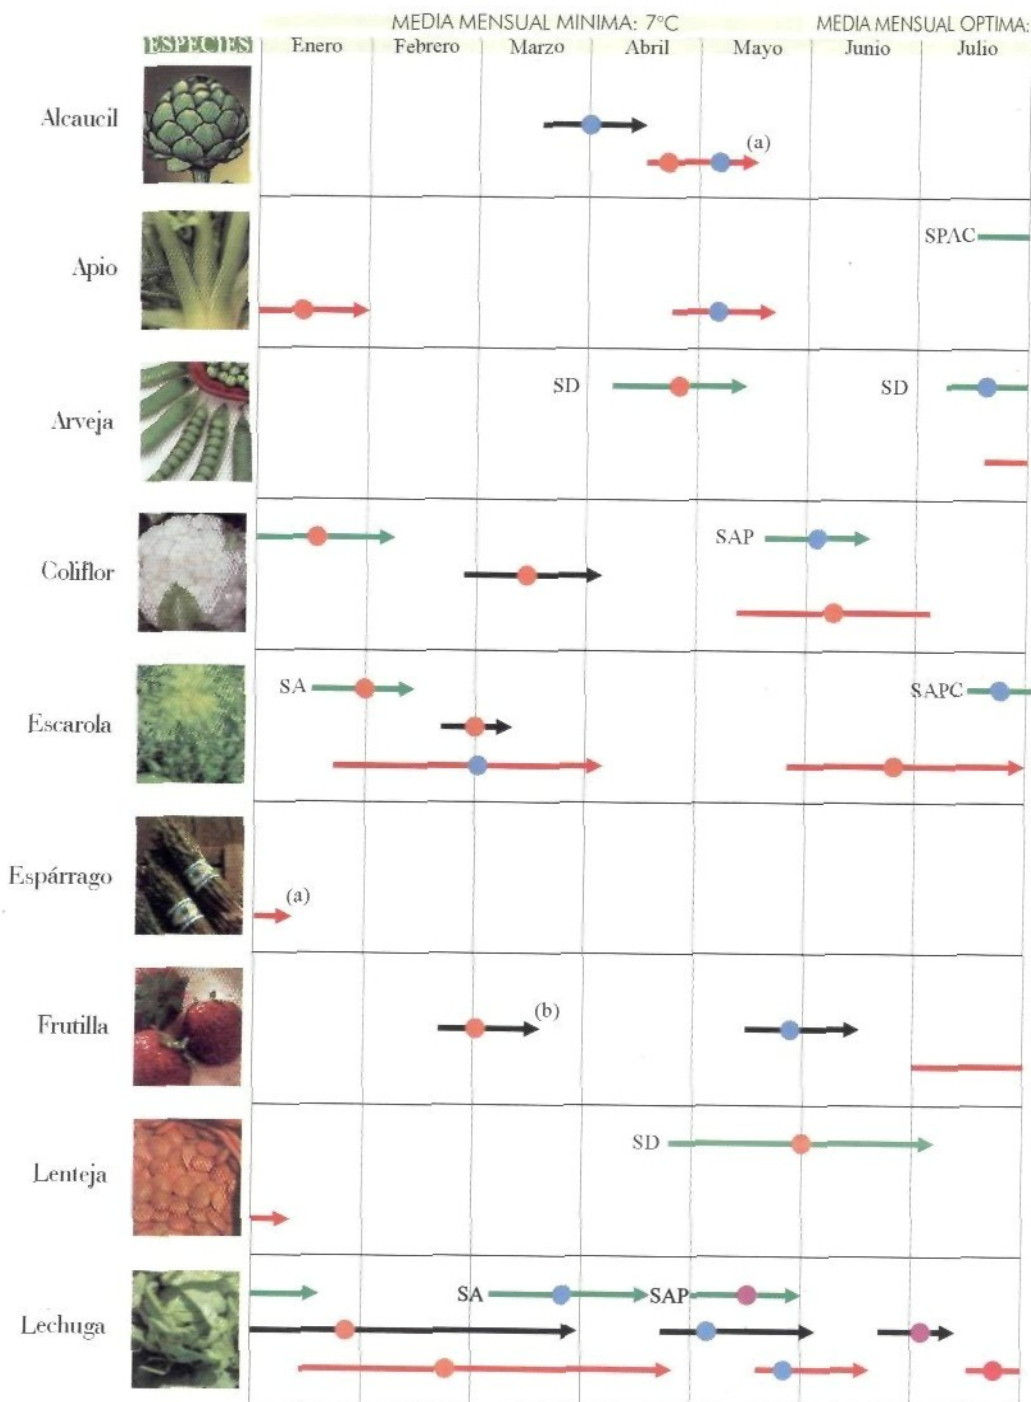 MEDIA MENSUAL MINIMA: 7°C MEDIA MENSUAL OPTIMA:
ESPECIES Enero Febrero Marzo Abril Mayo Junio Julio
Alcaucil
(a)
SPAC
Apio
SD SD
Arveja
SAP
Coliflor
SA SAPC
Escarola
Espárrago
(a)
(b)
Frutilla
SD
Lenteja
SA SAP
Lechuga